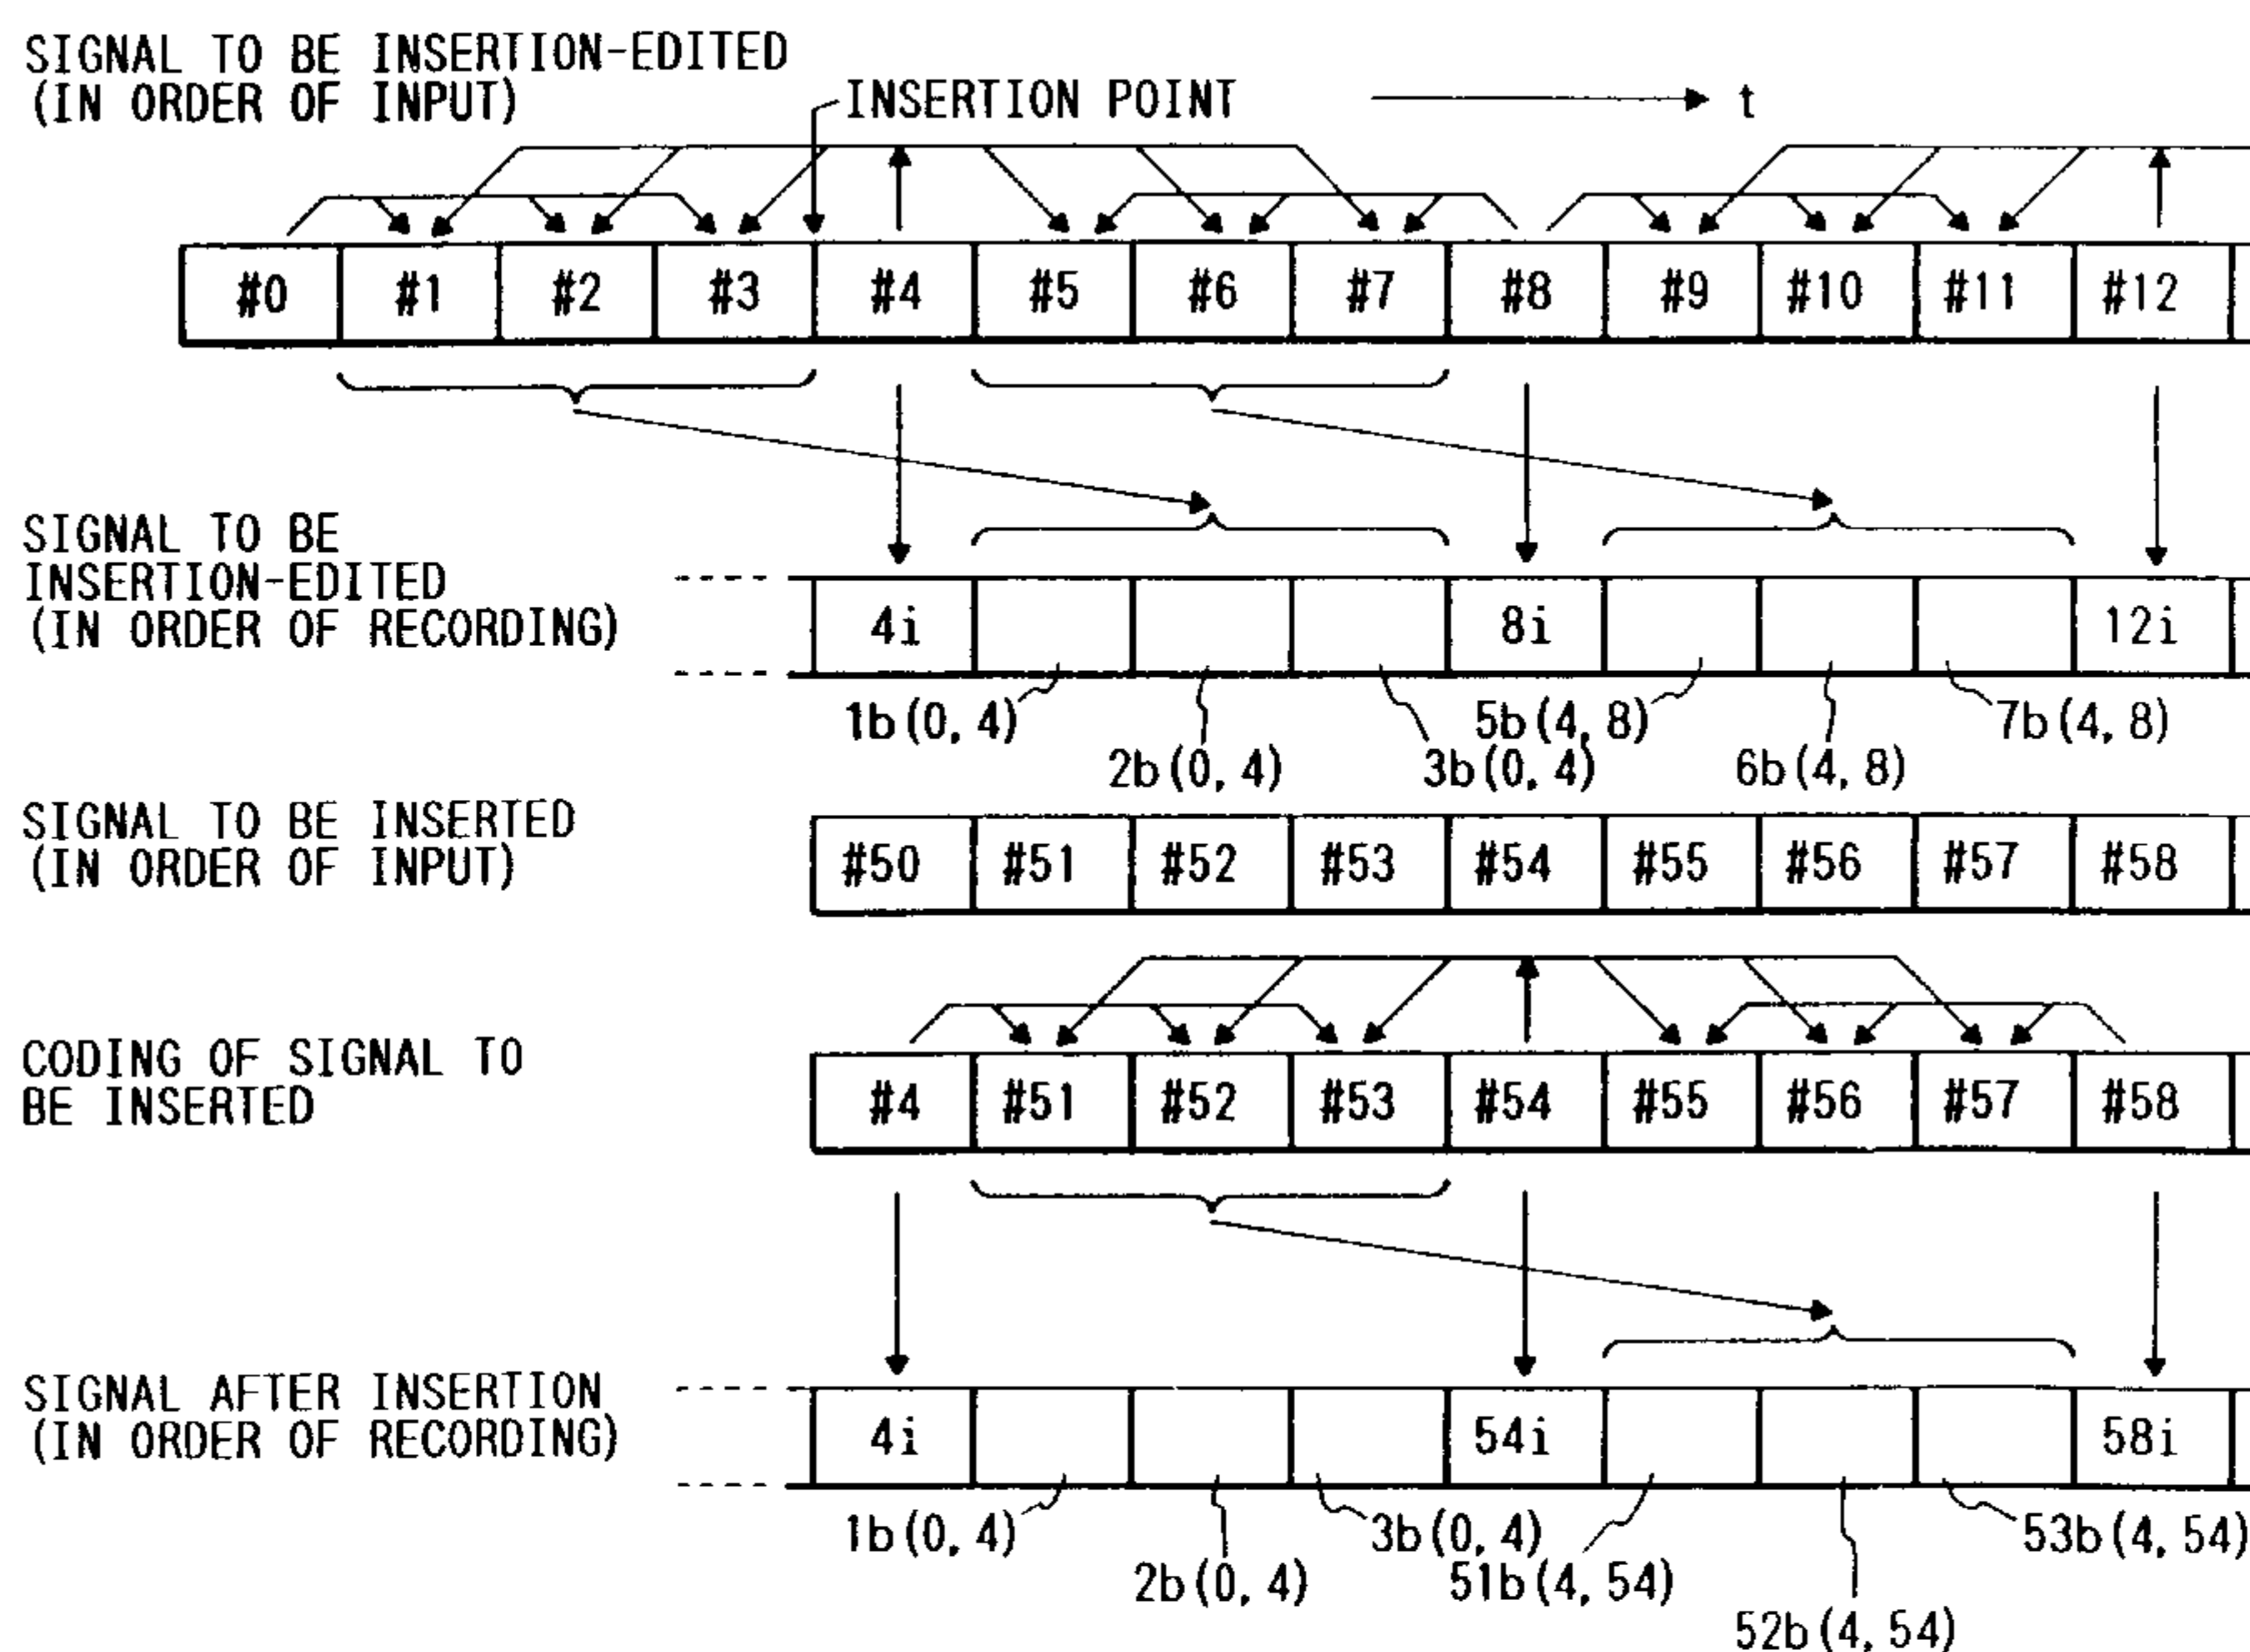 SIGNAL TO BE INSERTION-EDITED
(IN ORDER OF INPUT)
INSERTION POINT
t
#0 #1 #2 #3 #4 #5 #6 #7 #8 #9 #10 #11 #12
SIGNAL TO BE
INSERTION-EDITED
(IN ORDER OF RECORDING)
4i 8i 12i
1b(0, 4) 5b(4, 8) 7b(4, 8)
2b(0, 4) 3b(0, 4) 6b(4, 8)
SIGNAL TO BE INSERTED
(IN ORDER OF INPUT)
#50 #51 #52 #53 #54 #55 #56 #57 #58
CODING OF SIGNAL TO
BE INSERTED
#4 #51 #52 #53 #54 #55 #56 #57 #58
SIGNAL AFTER INSERTION
(IN ORDER OF RECORDING)
4i 54i 58i
1b(0, 4) 3b(0, 4) 53b(4, 54)
2b(0, 4) 51b(4, 54)
52b(4, 54)